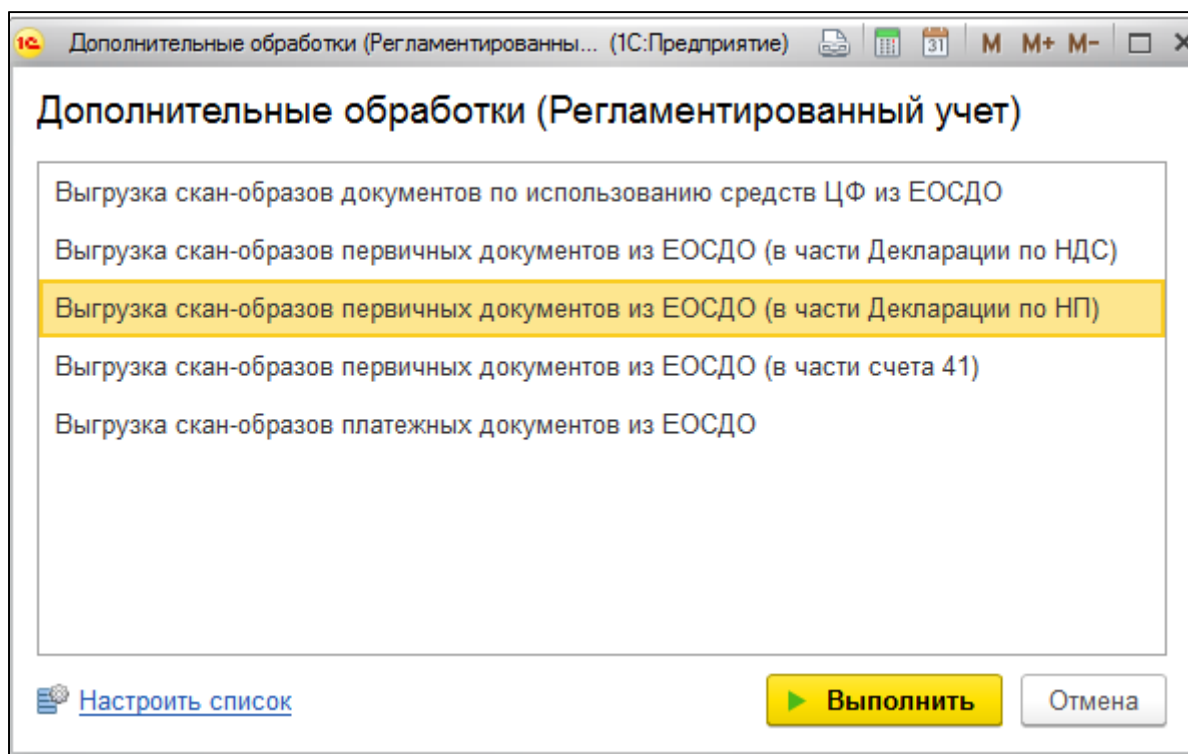 1С Дополнительные обработки (Регламентированны... (1С:Предприятие) 31 M M+ M-
Дополнительные обработки (Регламентированный учет)
Выгрузка скан-образов документов по использованию средств ЦФ из ЕОСДО
Выгрузка скан-образов первичных документов из ЕОСДО (в части Декларации по НДС)
Выгрузка скан-образов первичных документов из ЕОСДО (в части Декларации по НП)
Выгрузка скан-образов первичных документов из ЕОСДО (в части счета 41)
Выгрузка скан-образов платежных документов из ЕОСДО
Настроить список Выполнить Отмена